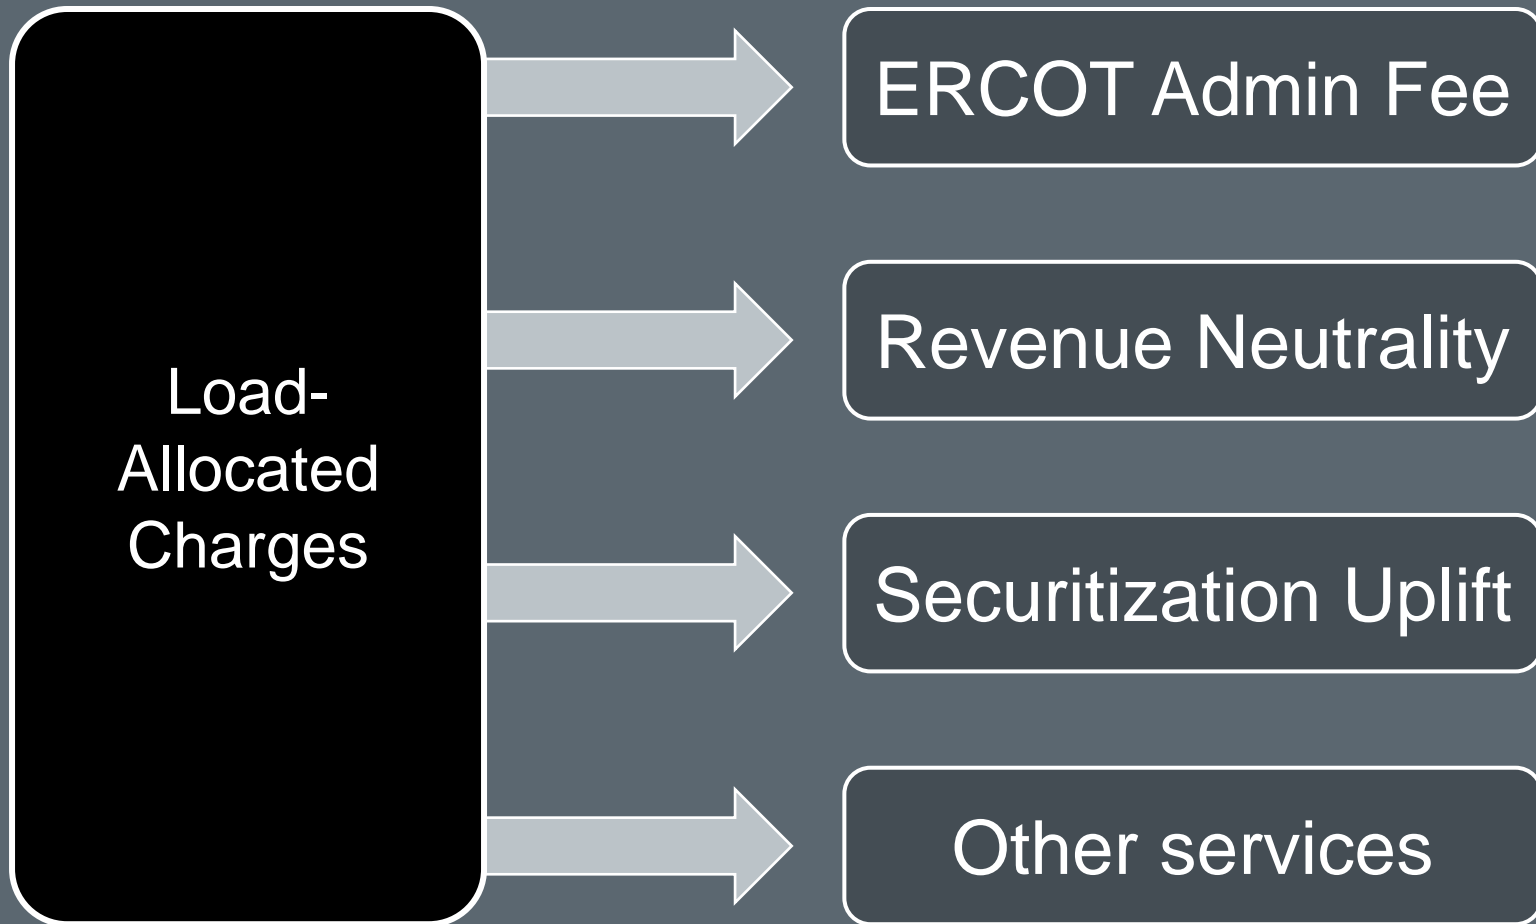 Load-
Allocated
Charges
ERCOT Admin Fee
Revenue Neutrality
Securitization Uplift
Other services